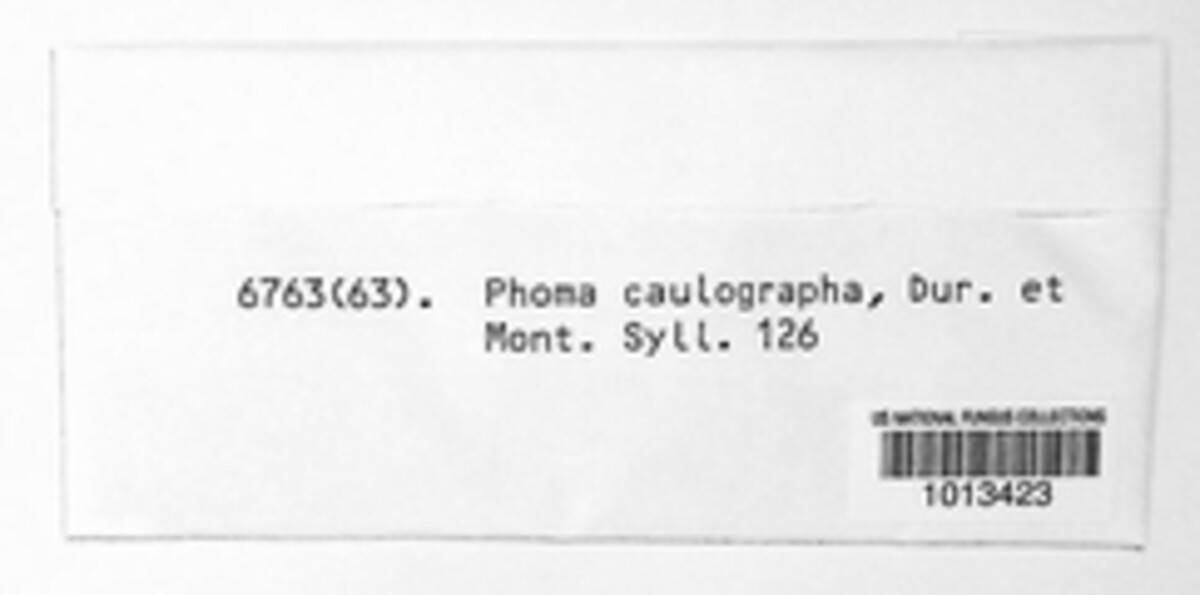 6763(63). Phoma caulographa, Dur. et
Mont. Syll. 126
US NATIONAL FUNGUS COLLECTIONS
1013423